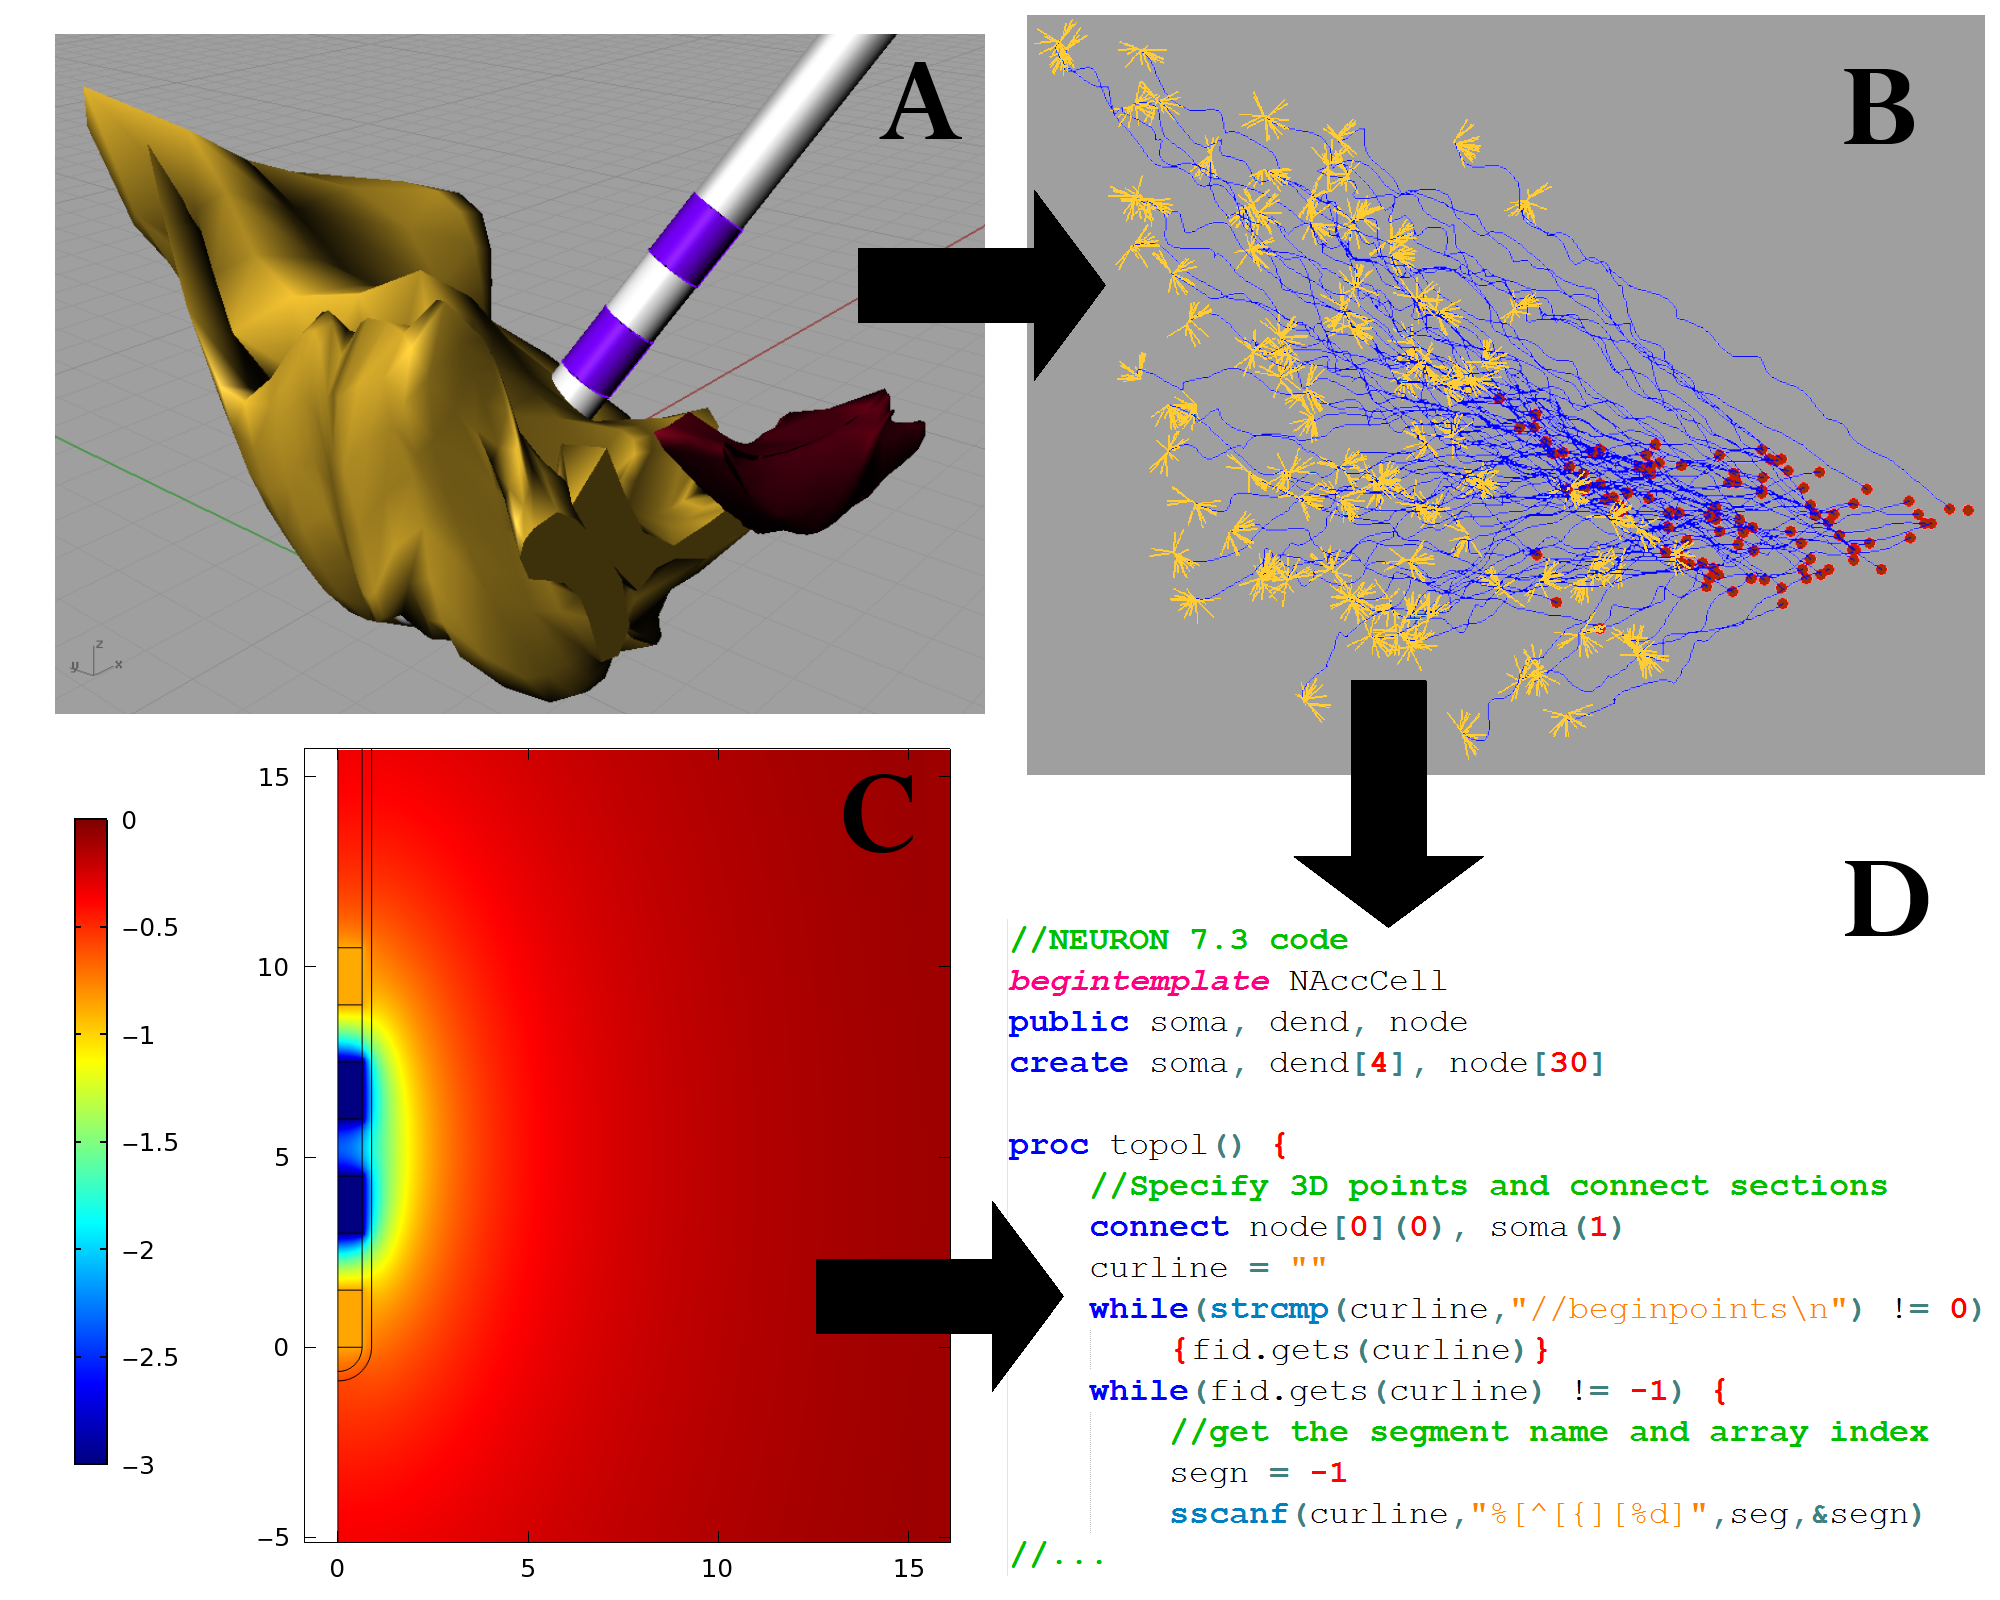 A
B
z
y
x
C
15
10
5
0
−5
0
5
10
15
0
−0.5
−1
−1.5
−2
−2.5
−3
D
//NEURON 7.3 code
begintemplate NAccCell
public soma, dend, node
create soma, dend[4], node[30]
proc topol() {
//Specify 3D points and connect sections
connect node[0](0), soma(1)
curline = ""
while(strcmp(curline,"//beginpoints\n") != 0)
{fid.gets(curline)}
while(fid.gets(curline) != -1) {
//get the segment name and array index
segn = -1
sscanf(curline,"%[^[{][%d]",seg,&segn)
//...